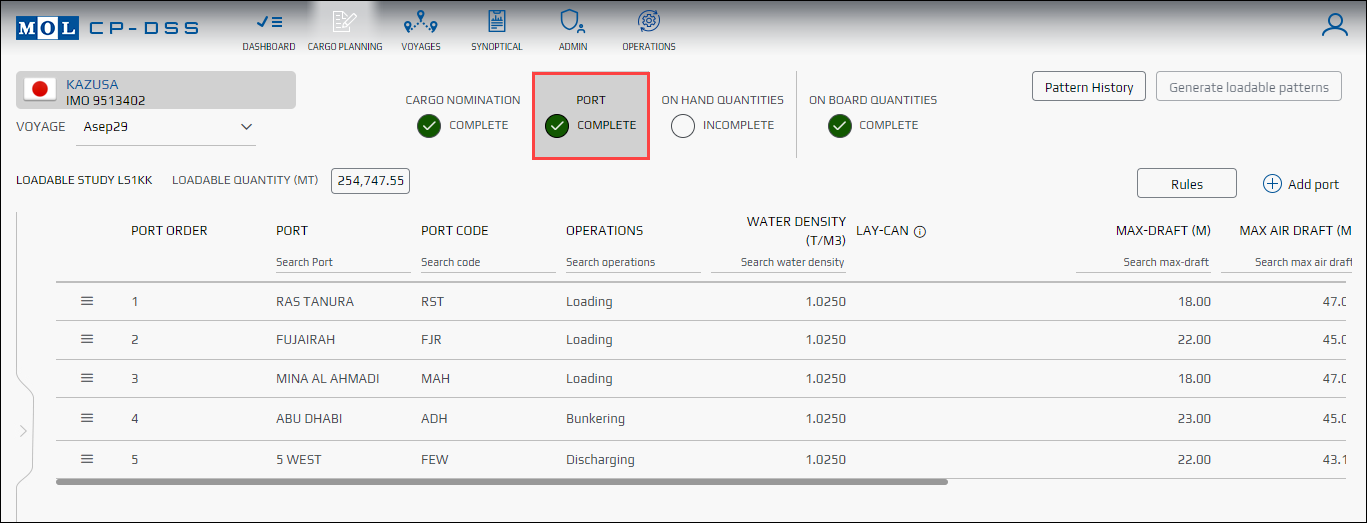 MOL CP-DSS
DASHBOARD CARGO PLANNING VOYAGES SYNOPTICAL ADMIN OPERATIONS
KAZUSA
IMO 9513402
VOYAGE Asep29
CARGO NOMINATION
COMPLETE
PORT
COMPLETE
ON HAND QUANTITIES
INCOMPLETE
ON BOARD QUANTITIES
COMPLETE
Pattern History Generate loadable patterns
LOADABLE STUDY LS1KK LOADABLE QUANTITY (MT) 254,747.55
Rules Add port
PORT ORDER PORT PORT CODE OPERATIONS WATER DENSITY (T/M3) LAY-CAN MAX-DRAFT (M) MAX AIR DRAFT (M
Search Port Search code Search operations Search water density Search max-draft Search max air draft
1 RAS TANURA RST Loading 1.0250 18.00 47.0
2 FUJAIRAH FJR Loading 1.0250 22.00 45.0
3 MINA AL AHMADI MAH Loading 1.0250 18.00 47.0
4 ABU DHABI ADH Bunkering 1.0250 23.00 45.0
5 5 WEST FEW Discharging 1.0250 22.00 43.1